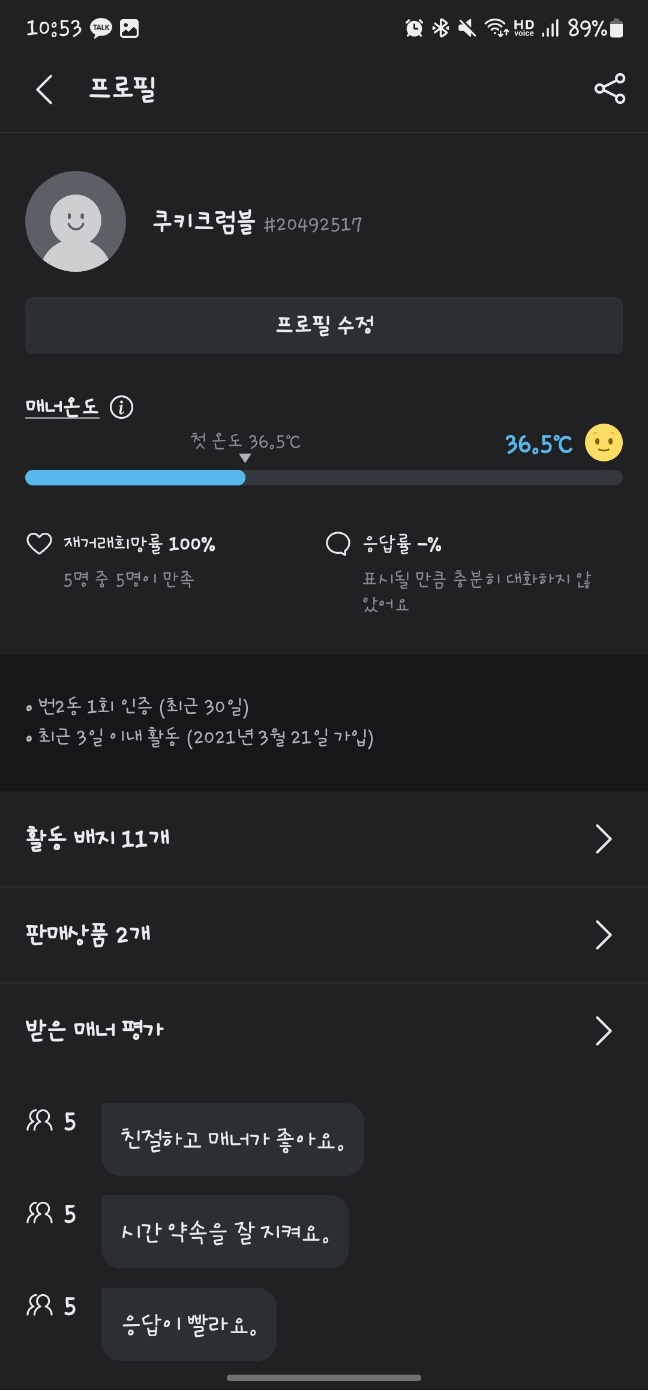 10:53 TALK HD voice 89%
프로필
쿠키크럼블 #20492517
프로필 수정
매너온도 i
첫 온도 36.5℃
36.5℃
재거래희망률 100%
5명 중 5명이 만족
응답률 -%
표시될 만큼 충분히 대화하지 않
았어요
• 번2동 1회 인증 (최근 30일)
• 최근 3일 이내 활동 (2021년 3월 21일 가입)
활동 배지 11개
판매상품 2개
받은 매너 평가
5 친절하고 매너가 좋아요.
5 시간 약속을 잘 지켜요.
5 응답이 빨라요.